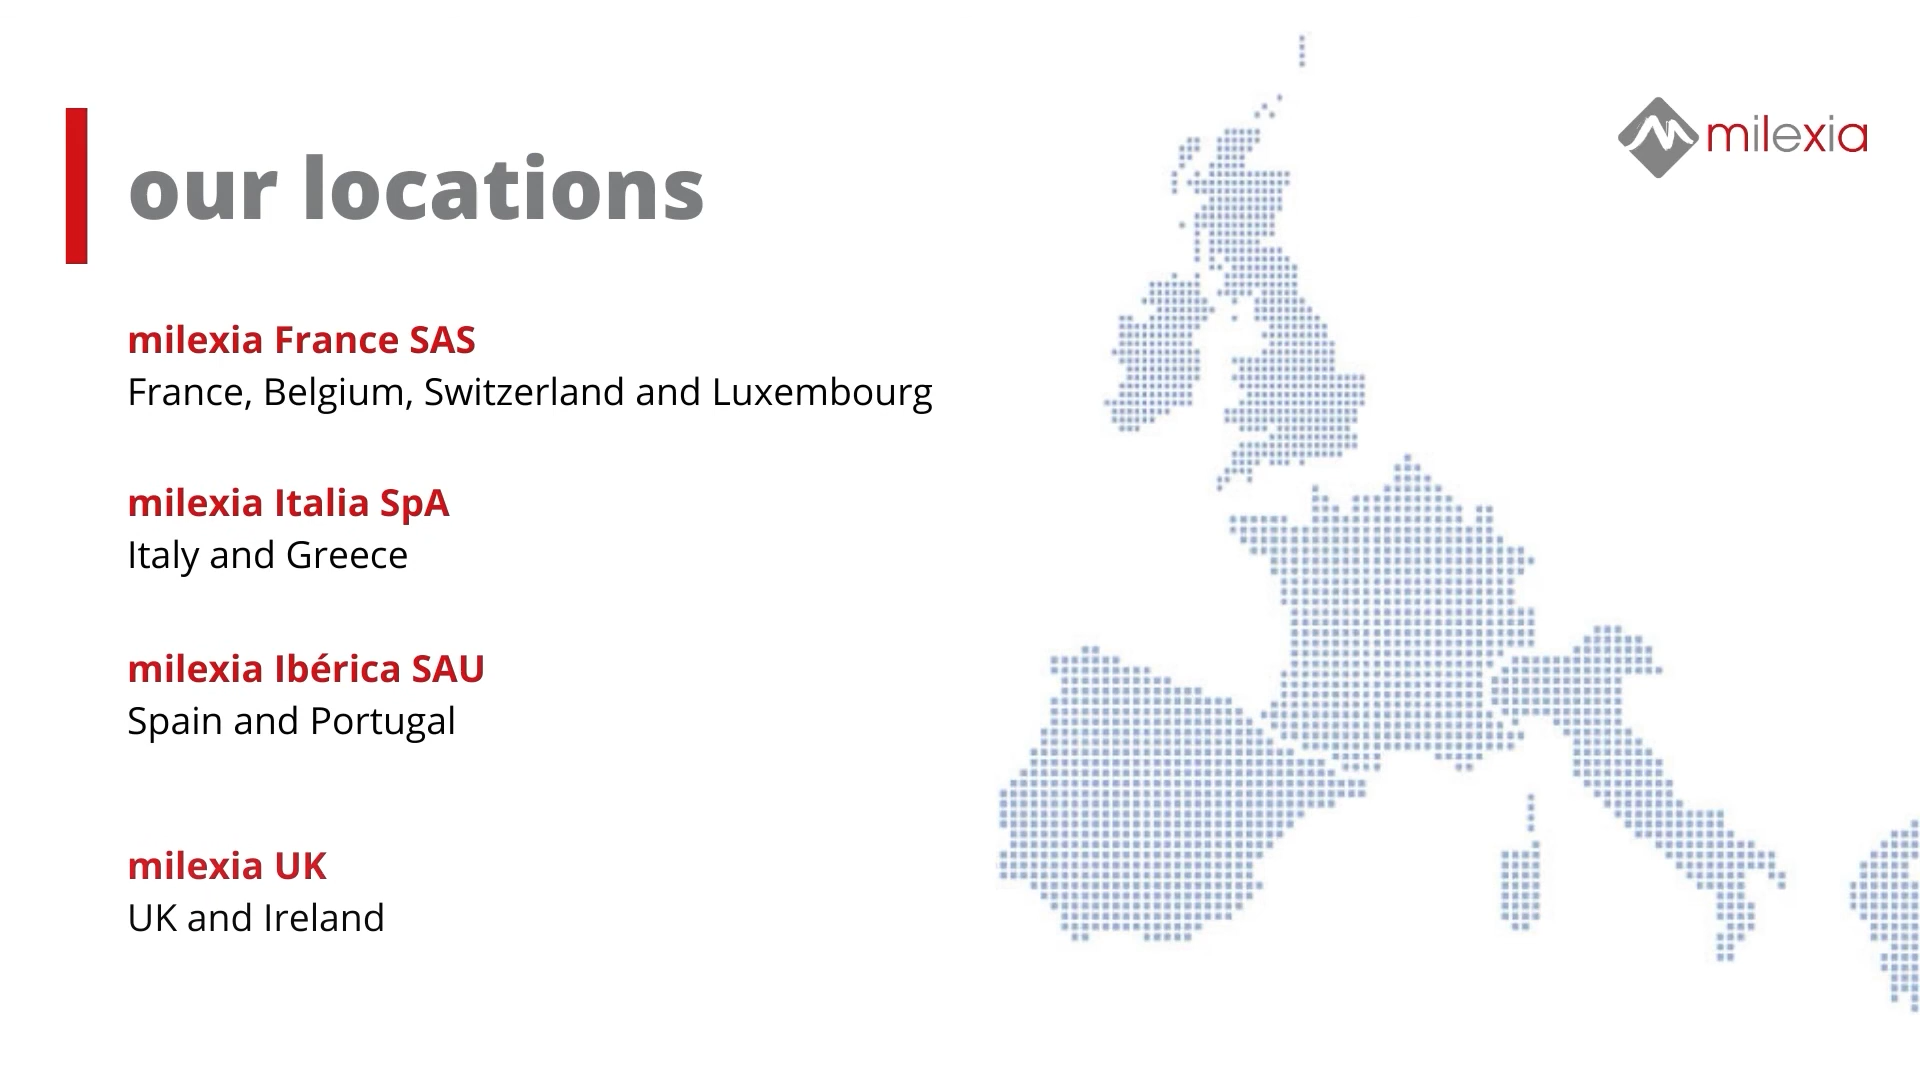 our locations
milexia
milexia France SAS
France, Belgium, Switzerland and Luxembourg
milexia Italia SpA
Italy and Greece
milexia Ibérica SAU
Spain and Portugal
milexia UK
UK and Ireland